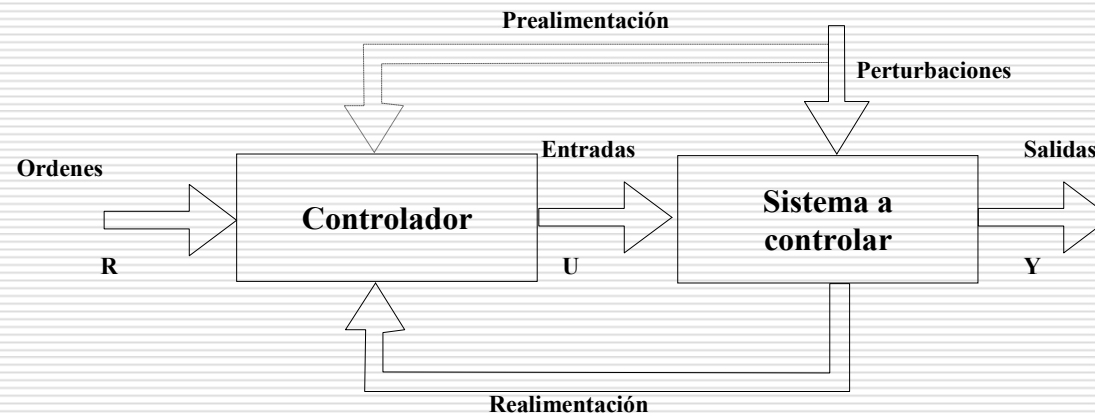 Prealimentación
Perturbaciones
Ordenes
Entradas
Salidas
Controlador
Sistema a
controlar
R
U
Y
Realimentación